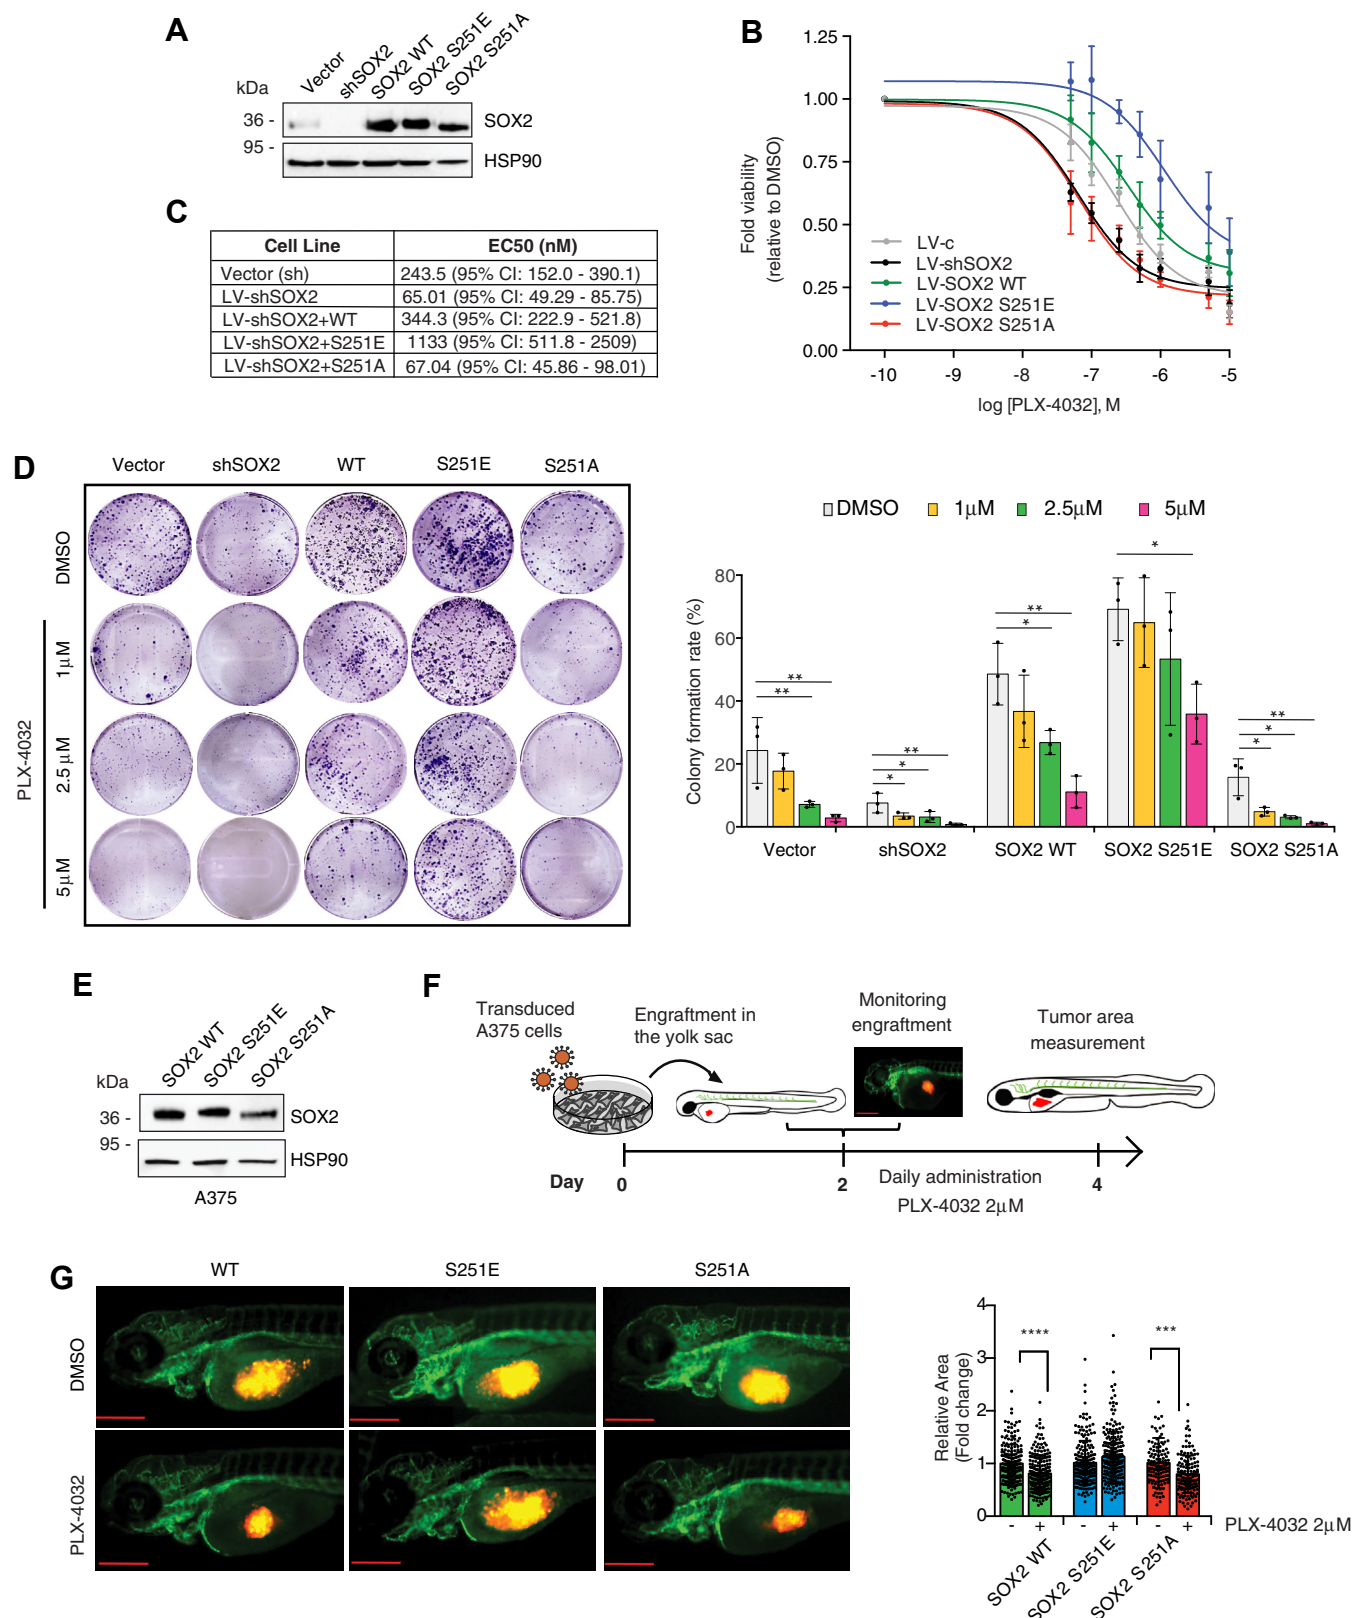 A
Vector
shSOX2
SOX2 WT
SOX2 S251E
SOX2 S251A
kDa
36 -
95 -
SOX2
HSP90
B
1.25
1.00
0.75
0.50
0.25
0.00
Fold viability
(relative to DMSO)
LV-c
LV-shSOX2
LV-SOX2 WT
LV-SOX2 S251E
LV-SOX2 S251A
-10 -9 -8 -7 -6 -5
log [PLX-4032], M
C
Cell Line EC50 (nM)
Vector (sh) 243.5 (95% CI: 152.0 - 390.1)
LV-shSOX2 65.01 (95% CI: 49.29 - 85.75)
LV-shSOX2+WT 344.3 (95% CI: 222.9 - 521.8)
LV-shSOX2+S251E 1133 (95% CI: 511.8 - 2509)
LV-shSOX2+S251A 67.04 (95% CI: 45.86 - 98.01)
D
Vector shSOX2 WT S251E S251A
DMSO
1μM
2.5 μM
5 μM
PLX-4032
DMSO 1μM 2.5μM 5μM
Colony formation rate (%)
80
60
40
20
0
** **
* * **
* **
*
* * **
Vector shSOX2 SOX2 WT SOX2 S251E SOX2 S251A
E
SOX2 WT
SOX2 S251E
SOX2 S251A
kDa
36 -
95 -
SOX2
HSP90
A375
F
Transduced
A375 cells
Engraftment in
the yolk sac
Monitoring
engraftment
Tumor area
measurement
Day 0 2 4
Daily administration
PLX-4032 2μM
G
WT S251E S251A
DMSO
PLX-4032
Relative Area
(Fold change)
4
3
2
1
0
**** ***
- + - + - + PLX-4032 2μM
SOX2 WT
SOX2 S251E
SOX2 S251A